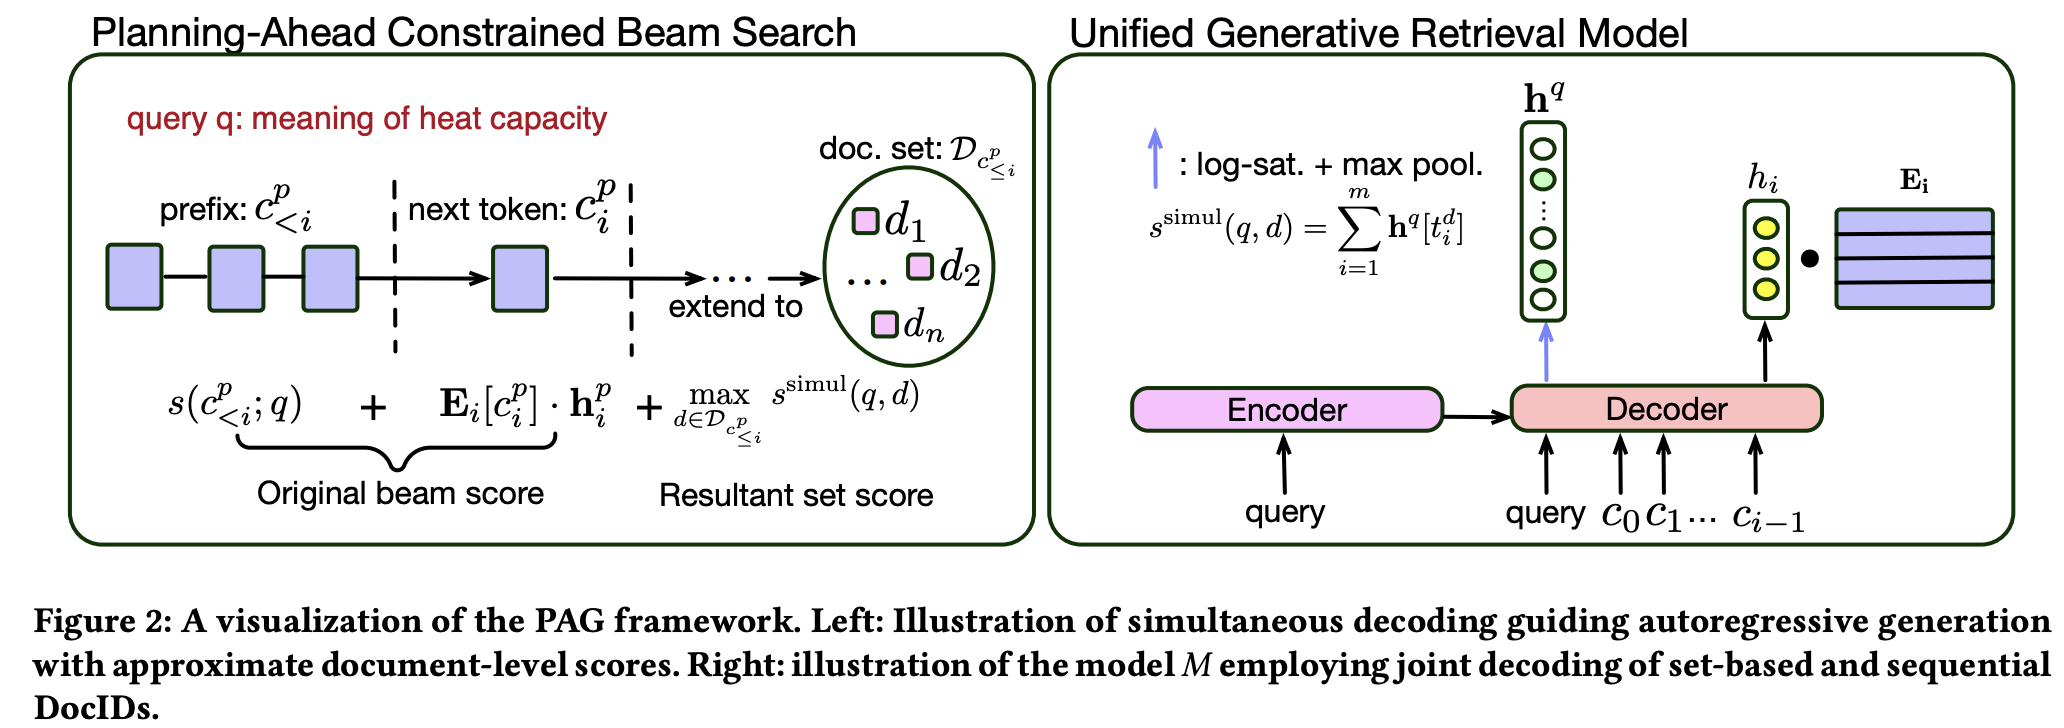 Planning-Ahead Constrained Beam Search
query q: meaning of heat capacity
doc. set: $\mathcal{D}_{c^p_{\leq i}}$
prefix: $c^p_{<i}$
next token: $c^p_i$
$d_1$
... $d_2$
$d_n$
...
extend to
$s(c^p_{<i}; q)$ + $\mathbf{E}_i[c^p_i] \cdot \mathbf{h}^p_i$ + $\max_{d \in \mathcal{D}_{c^p_{\leq i}}} s^{\text{simul}}(q, d)$
Original beam score
Resultant set score
Unified Generative Retrieval Model
$\mathbf{h}^q$
: log-sat. + max pool.
$s^{\text{simul}}(q, d) = \sum_{i=1}^{m} \mathbf{h}^q[t^d_i]$
$h_i$
$\mathbf{E_i}$
Encoder
Decoder
query
query $c_0$ $c_1$ ... $c_{i-1}$
Figure 2: A visualization of the PAG framework. Left: Illustration of simultaneous decoding guiding autoregressive generation
with approximate document-level scores. Right: illustration of the model $M$ employing joint decoding of set-based and sequential
DocIDs.